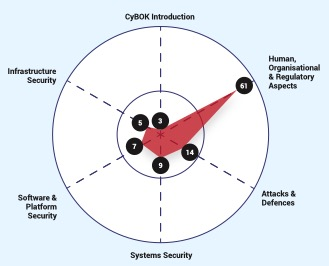 CyBOK Introduction
Human,
Organisational
& Regulatory
Aspects
Infrastructure
Security
61
5
3
7
14
9
Software &
Platform
Security
Attacks &
Defences
Systems Security